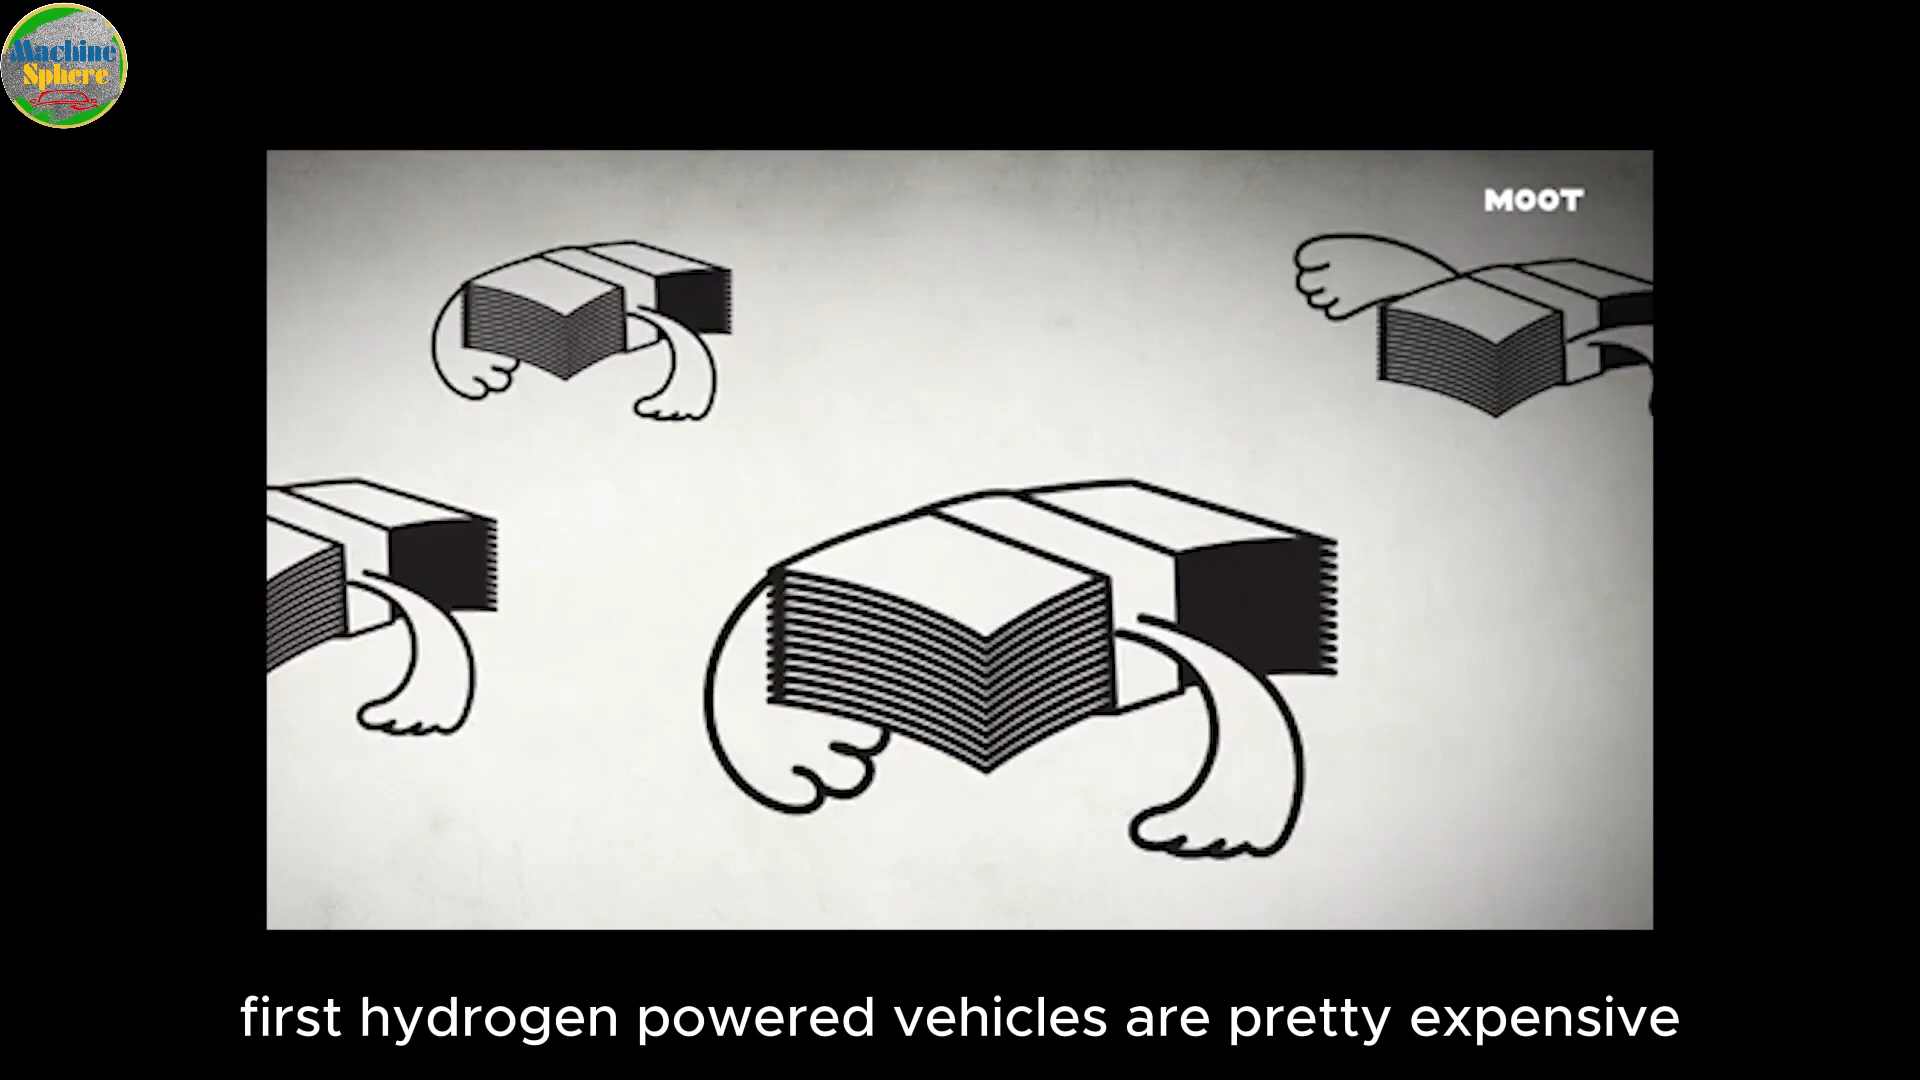 Machine
Sphere
MOOT
first hydrogen powered vehicles are pretty expensive